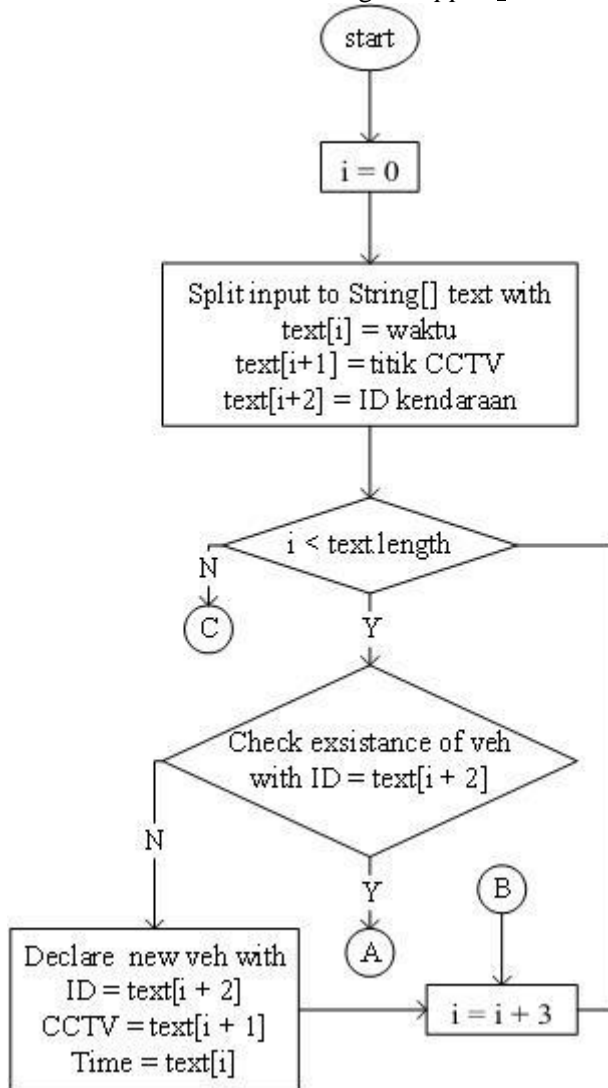 start
i = 0
Split input to String[] text with
text[i] = waktu
text[i+1] = titik CCTV
text[i+2] = ID kendaraan
i < text.length
N
C
Y
Check exsistance of veh
with ID = text[i + 2]
N
Y
B
A
Declare new veh with
ID = text[i + 2]
CCTV = text[i + 1]
Time = text[i]
i = i + 3